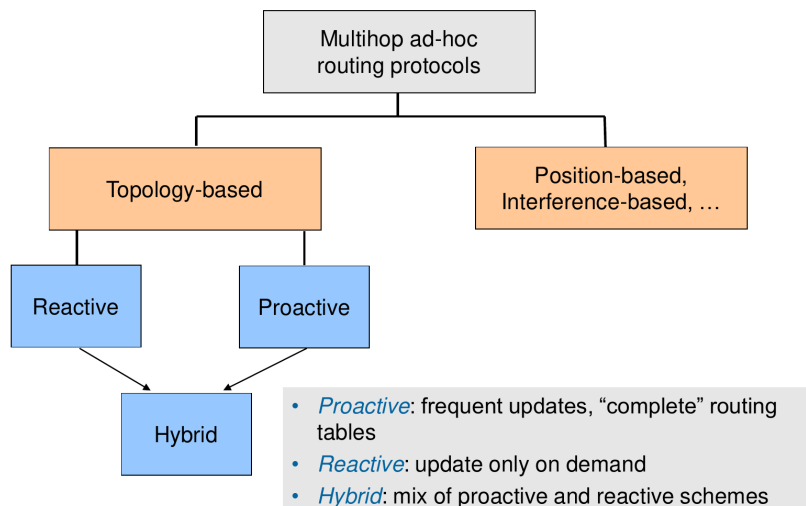 Multihop ad-hoc
routing protocols
Topology-based
Position-based,
Interference-based, …
Reactive
Proactive
Hybrid
• Proactive: frequent updates, “complete” routing
tables
• Reactive: update only on demand
• Hybrid: mix of proactive and reactive schemes